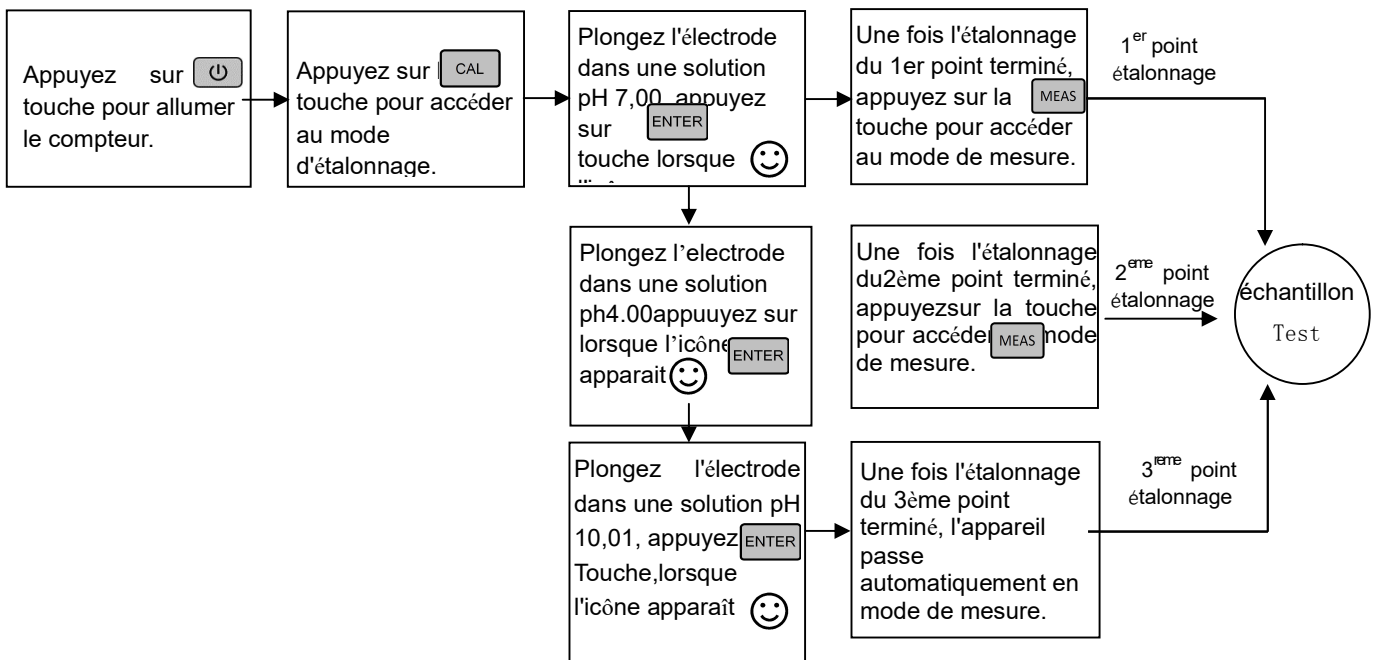 Appuyez sur
touche pour allumer
le compteur.
Appuyez sur CAL
touche pour accéder
au mode
d'étalonnage.
Plongez l'électrode
dans une solution
pH 7,00, appuyez
sur ENTER
touche lorsque
Une fois l'étalonnage
du 1er point terminé,
appuyez sur la MEAS
touche pour accéder
au mode de mesure.
1er point
étalonnage
Plongez l’electrode
dans une solution
ph4.00appuuyez sur
lorsque l’icône ENTER
apparait
Une fois l'étalonnage
du2ème point terminé,
appuyezsur la touche
pour accéder MEAS mode
de mesure.
2eme point
étalonnage
échantillon
Test
Plongez l'électrode
dans une solution pH
10,01, appuyez ENTER
Touche,lorsque
l'icône apparaît
Une fois l'étalonnage
du 3ème point
terminé, l'appareil
passe
automatiquement en
mode de mesure.
3reme point
étalonnage